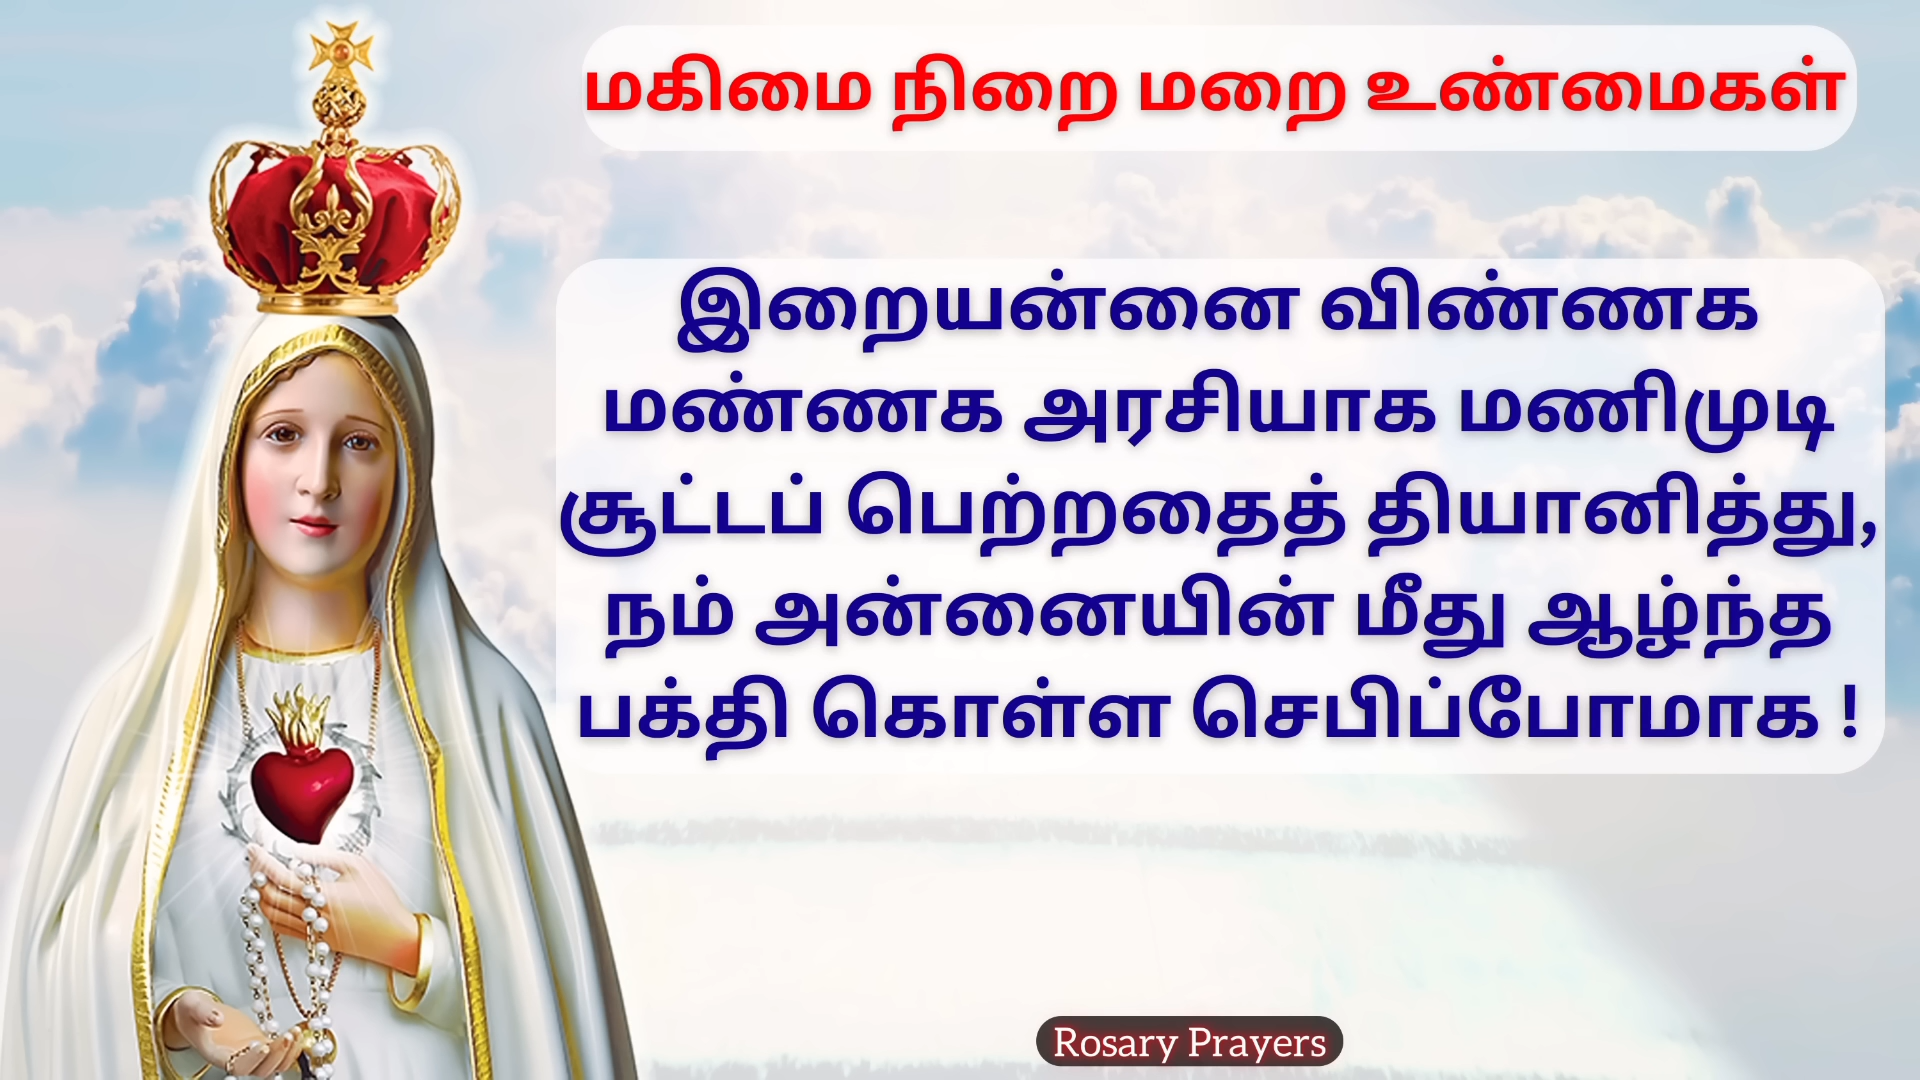 மகிமை நிறை மறை உண்மைகள்
இறையன்னை விண்ணக
மண்ணக அரசியாக மணிமுடி
சூட்டப் பெற்றதைத் தியானித்து,
நம் அன்னையின் மீது ஆழ்ந்த
பக்தி கொள்ள செபிப்போமாக !
Rosary Prayers